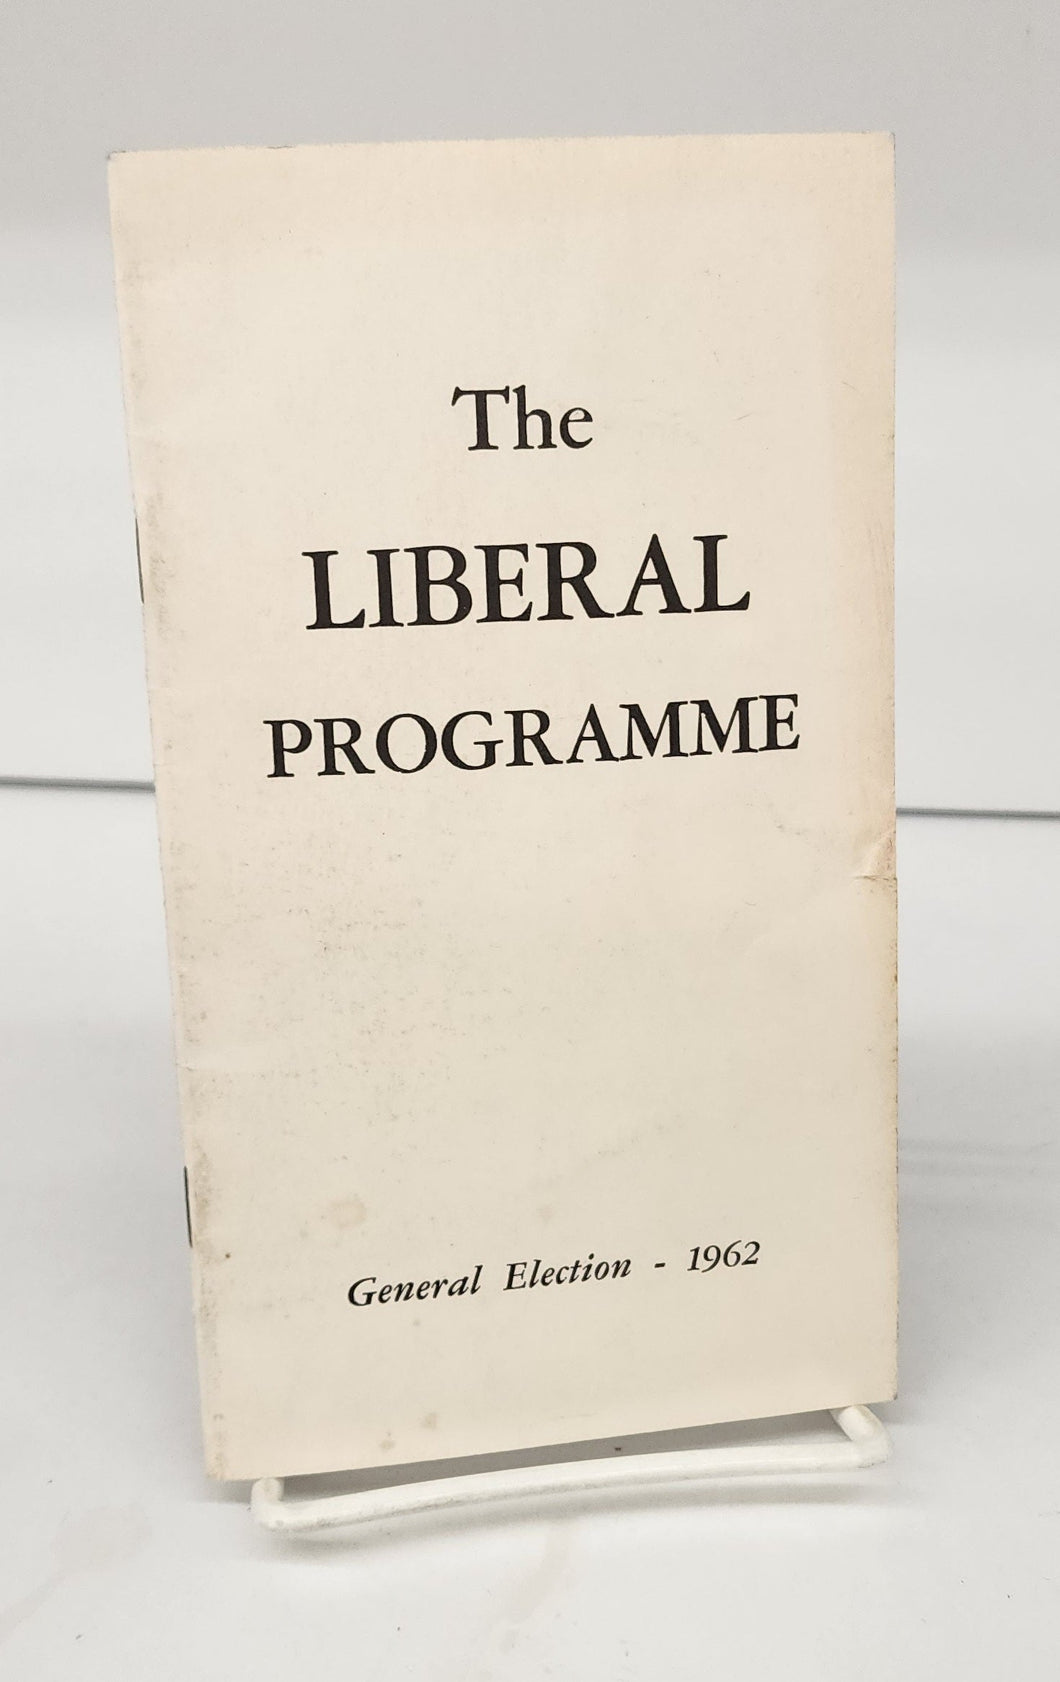 The
LIBERAL
PROGRAMME
General Election - 1962